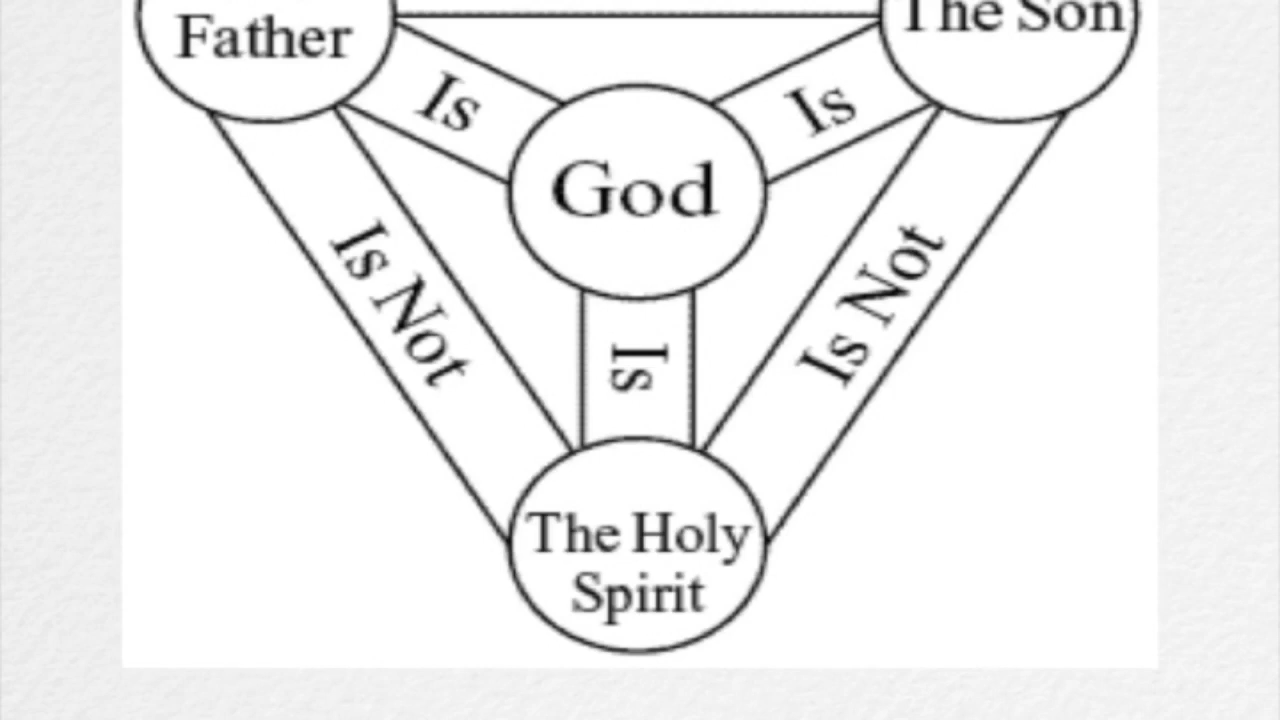 Father
The Son
Is
Is
God
Is Not
Is Not
Is
The Holy
Spirit